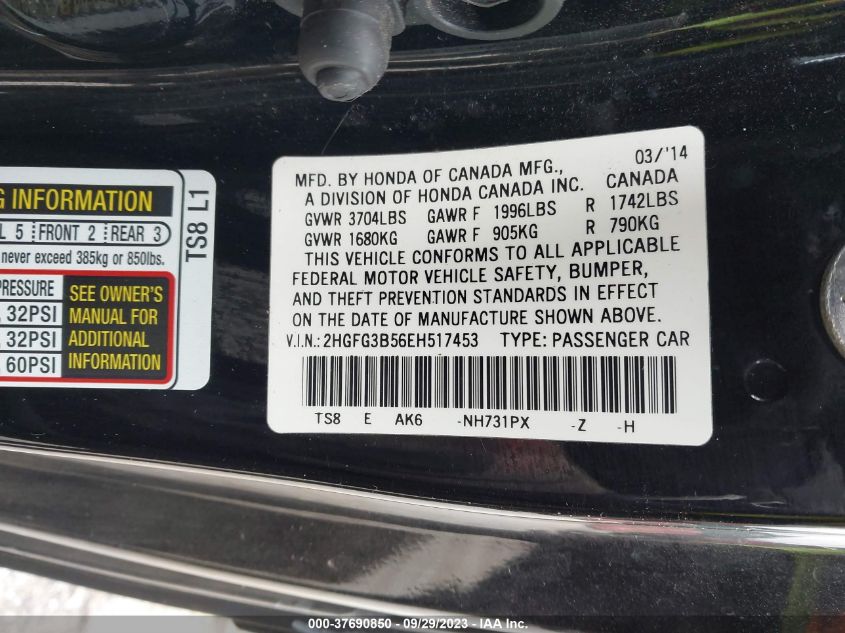 G INFORMATION
L 5 FRONT 2 REAR 3
never exceed 385kg or 850lbs.
PRESSURE
32PSI
32PSI
60PSI
SEE OWNER'S
MANUAL FOR
ADDITIONAL
INFORMATION
TS8 L1
03/'14
MFD. BY HONDA OF CANADA MFG.,
A DIVISION OF HONDA CANADA INC. CANADA
GVWR 3704LBS GAWR F 1996LBS R 1742LBS
GVWR 1680KG GAWR F 905KG R 790KG
THIS VEHICLE CONFORMS TO ALL APPLICABLE
FEDERAL MOTOR VEHICLE SAFETY, BUMPER,
AND THEFT PREVENTION STANDARDS IN EFFECT
ON THE DATE OF MANUFACTURE SHOWN ABOVE.
V.I.N.: 2HGFG3B56EH517453 TYPE: PASSENGER CAR
TS8 E AK6 -NH731PX -Z -H
© IAA - 37690850 - 09/29/2023 - IAA Inc.